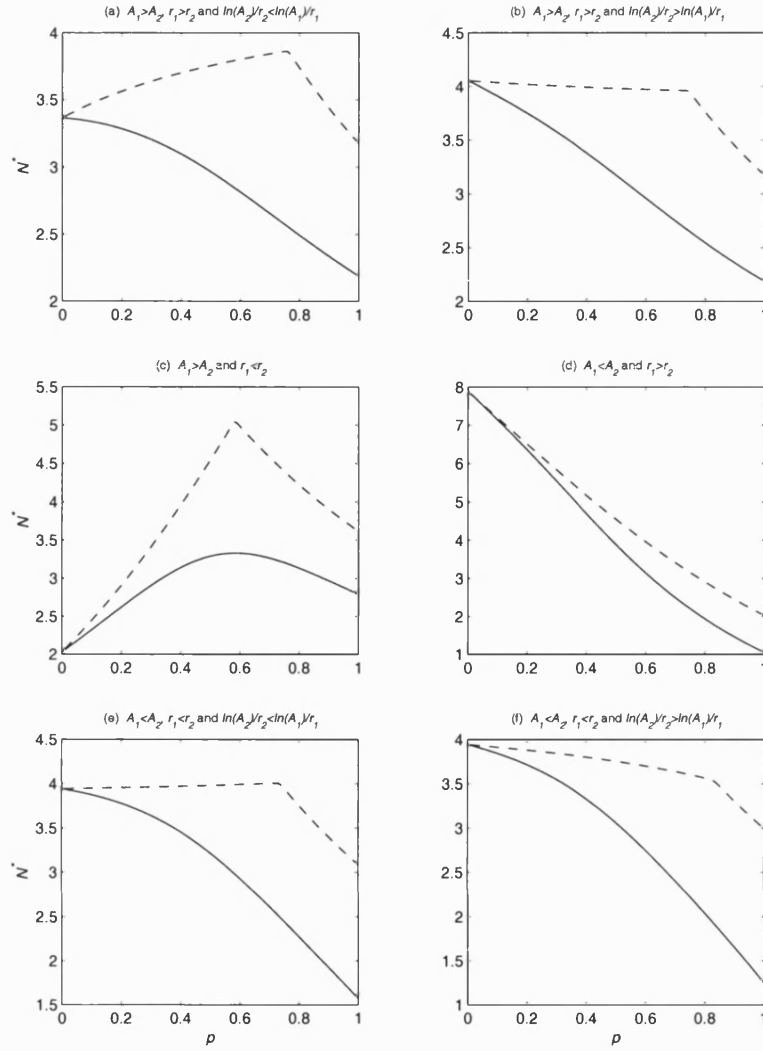 (a) A₁>A₂, r₁>r₂ and ln(A₂)/r₂<ln(A₁)/r₁
4
3.5
3
2.5
2
N*
0 0.2 0.4 0.6 0.8 1
(b) A₁>A₂, r₁>r₂ and ln(A₂)/r₂>ln(A₁)/r₁
4.5
4
3.5
3
2.5
2
0 0.2 0.4 0.6 0.8 1
(c) A₁>A₂ and r₁<r₂
5.5
5
4.5
4
3.5
3
2.5
2
N*
0 0.2 0.4 0.6 0.8 1
(d) A₁<A₂ and r₁>r₂
8
7
6
5
4
3
2
1
0 0.2 0.4 0.6 0.8 1
(e) A₁<A₂, r₁<r₂ and ln(A₂)/r₂<ln(A₁)/r₁
4.5
4
3.5
3
2.5
2
1.5
N*
0 0.2 0.4 0.6 0.8 1
p
(f) A₁<A₂, r₁<r₂ and ln(A₂)/r₂>ln(A₁)/r₁
4
3.5
3
2.5
2
1.5
1
0 0.2 0.4 0.6 0.8 1
p